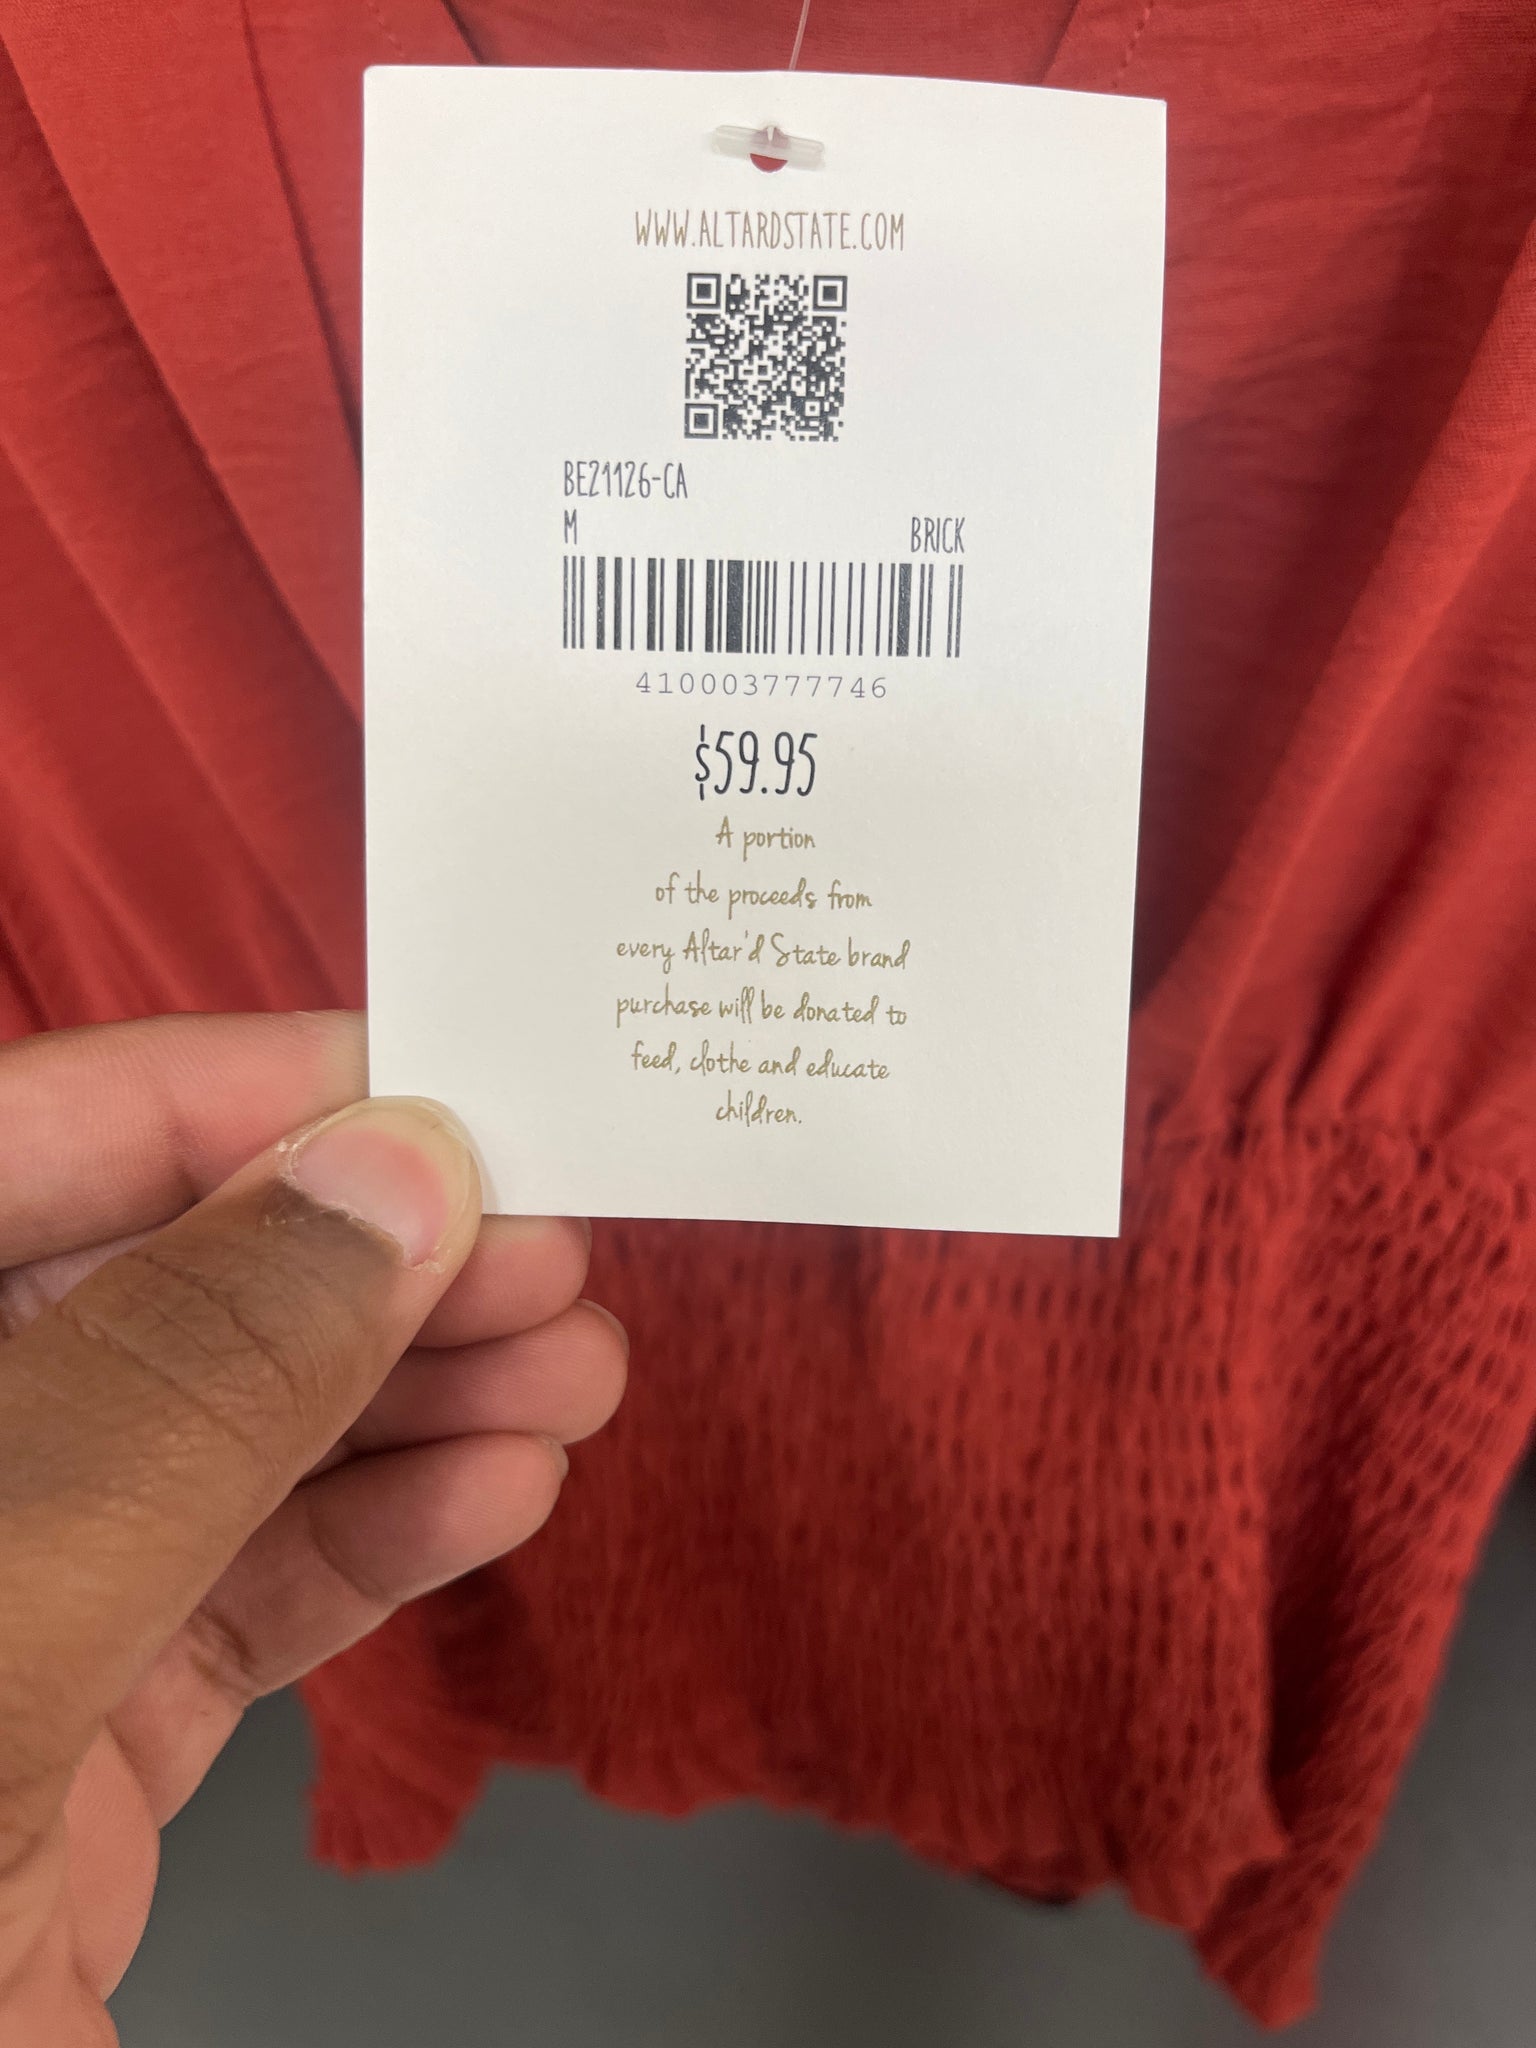 WWW.ALTARDSTATE.COM
BE21126-CA
M BRICK
410003777746
$59.95
A portion
of the proceeds from
every Altar'd State brand
purchase will be donated to
feed, clothe and educate
children.